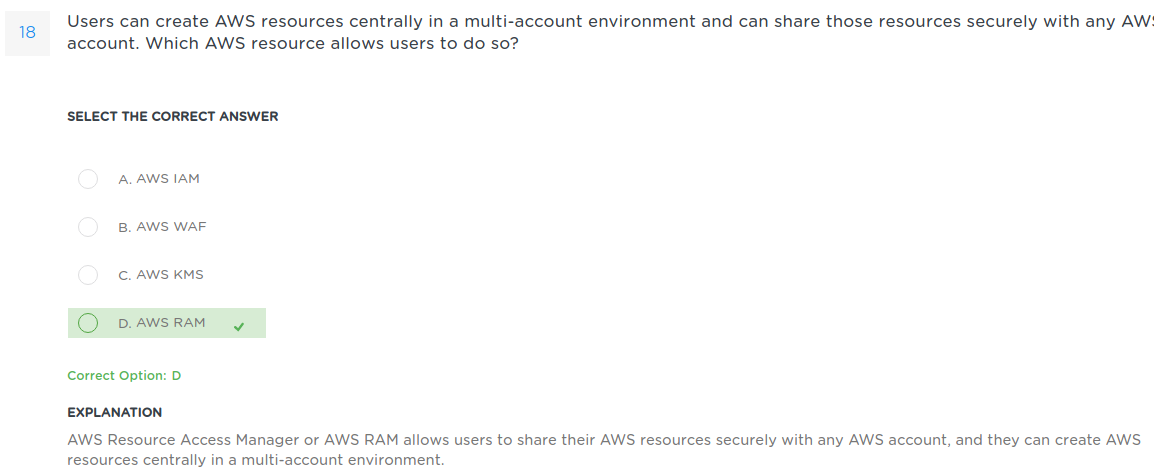 18
Users can create AWS resources centrally in a multi-account environment and can share those resources securely with any AWS
account. Which AWS resource allows users to do so?
SELECT THE CORRECT ANSWER
A. AWS IAM
B. AWS WAF
C. AWS KMS
D. AWS RAM
Correct Option: D
EXPLANATION
AWS Resource Access Manager or AWS RAM allows users to share their AWS resources securely with any AWS account, and they can create AWS
resources centrally in a multi-account environment.